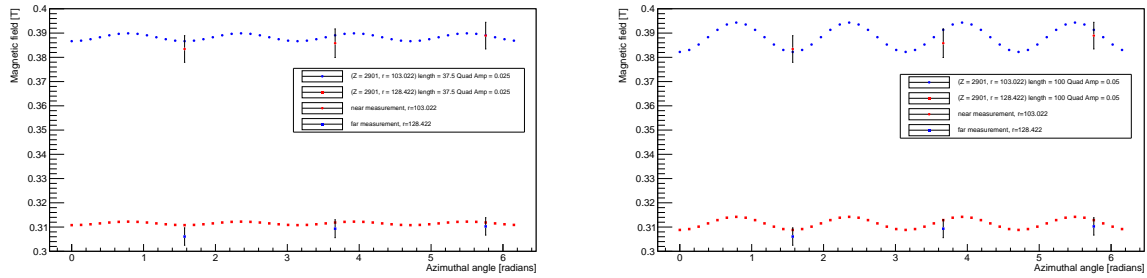 Magnetic field [T]
0.4
0.39
0.38
0.37
0.36
0.35
0.34
0.33
0.32
0.31
0.3
(Z = 2901, r = 103.022) length = 37.5 Quad Amp = 0.025
(Z = 2901, r = 128.422) length = 37.5 Quad Amp = 0.025
near measurement, r=103.022
far measurement, r=128.422
0 1 2 3 4 5 6
Azimuthal angle [radians]
Magnetic field [T]
0.4
0.39
0.38
0.37
0.36
0.35
0.34
0.33
0.32
0.31
0.3
(Z = 2901, r = 103.022) length = 100 Quad Amp = 0.05
(Z = 2901, r = 128.422) length = 100 Quad Amp = 0.05
near measurement, r=103.022
far measurement, r=128.422
0 1 2 3 4 5 6
Azimuthal angle [radians]